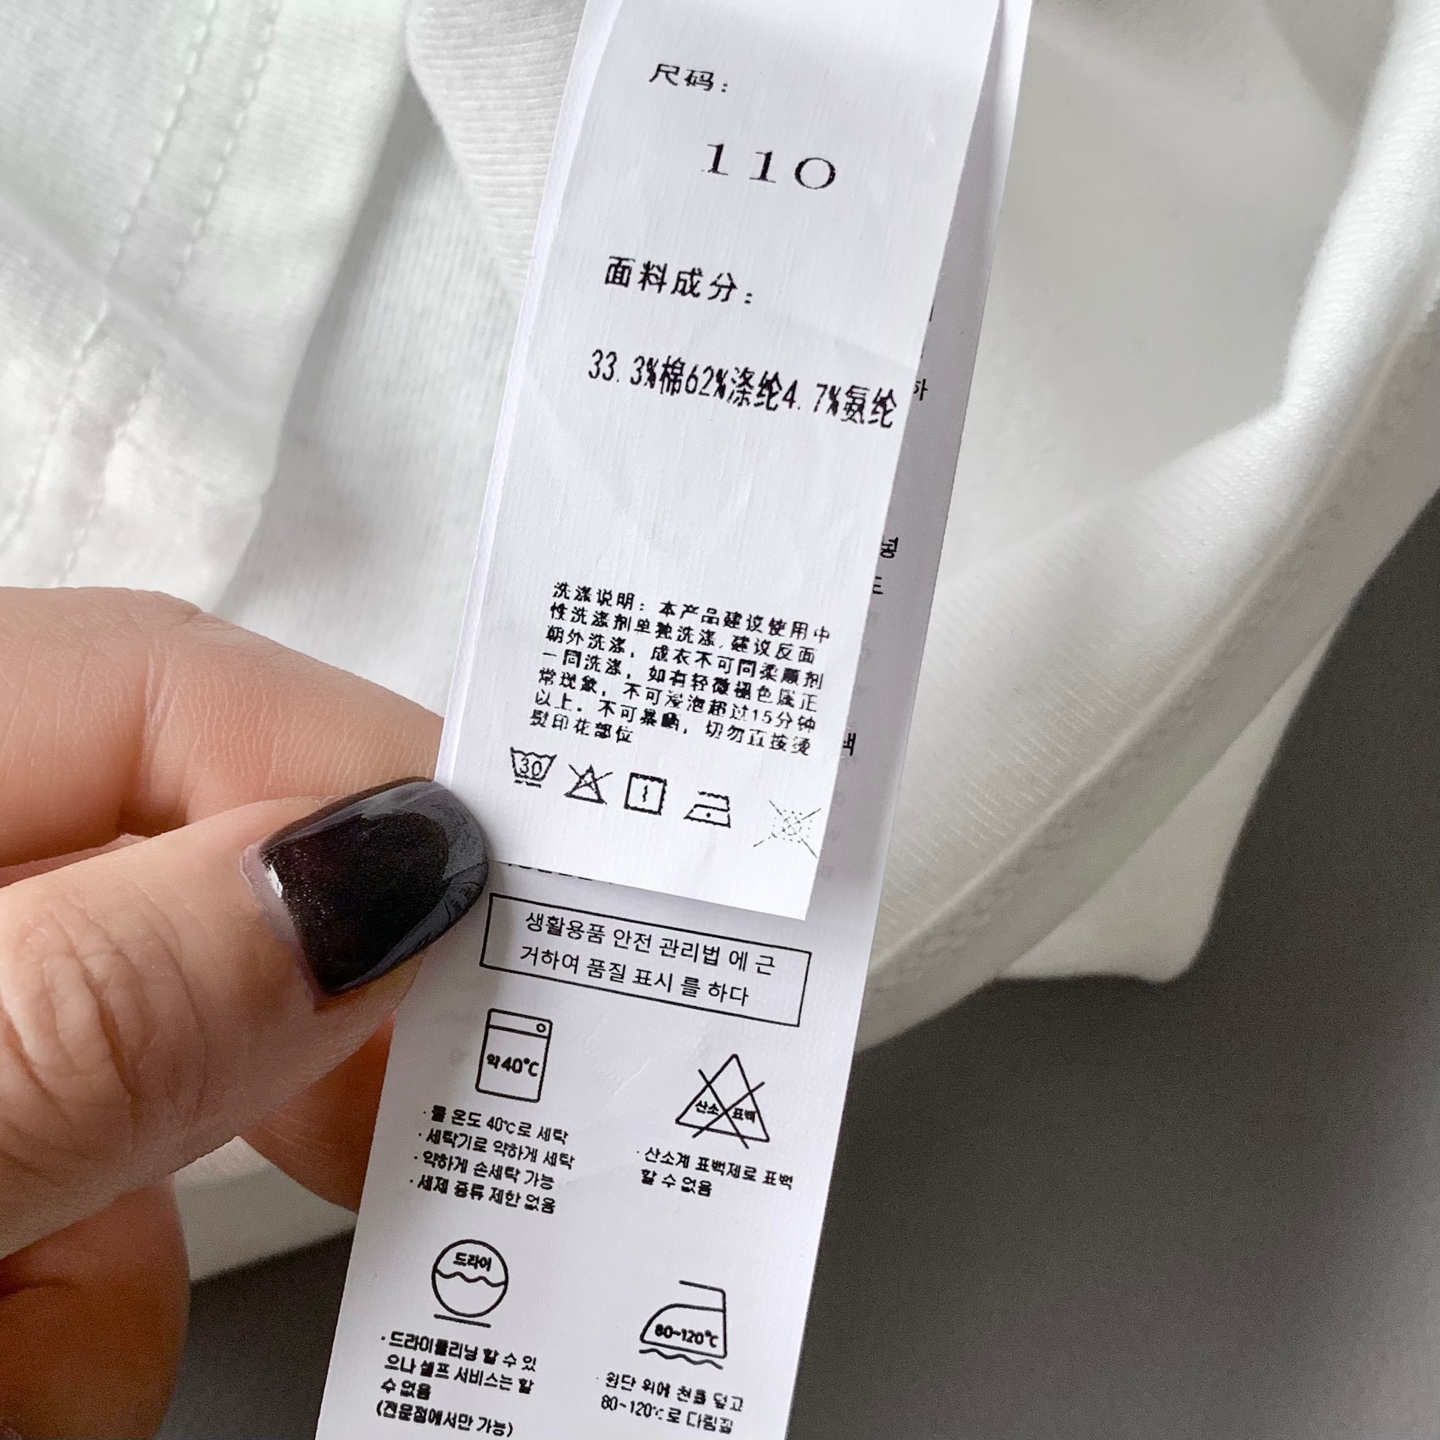 尺码：
110
面料成分：
33.3%棉62%涤纶4.7%氨纶
洗涤说明：本产品建议使用中
性洗涤剂单独洗涤,建议反面
朝外洗涤，成衣不可同柔顺剂
一同洗涤，如有轻微褪色属正
常现象，不可浸泡超过15分钟
以上，不可暴晒，切勿直接烫
熨印花部位
30
생활용품 안전 관리법 에 근
거하여 품질 표시 를 하다
약40℃
·물 온도 40℃로 세탁
·세탁기로 약하게 세탁
·약하게 손세탁 가능
·세제 종류 제한 없음
산소 표백
·산소계 표백제로 표백
할 수 없음
드라이
·드라이클리닝 할 수 있
으나 셀프 서비스는 할
수 없음
(전문점에서만 가능)
80~120℃
·원단 위에 천을 덮고
80~120℃로 다림질